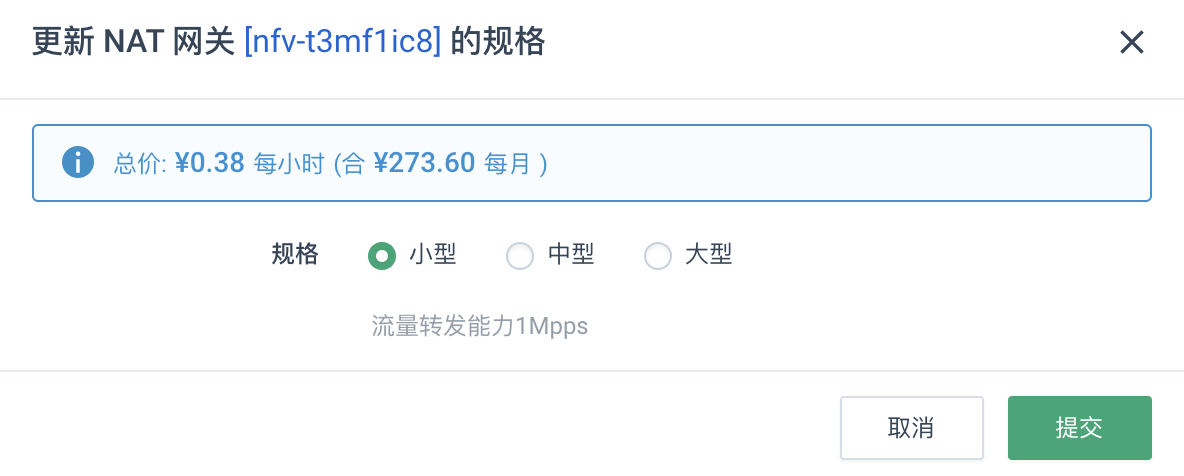 更新 NAT 网关 [nfv-t3mf1ic8] 的规格
总价: ¥0.38 每小时 (合 ¥273.60 每月 )
规格 小型 中型 大型
流量转发能力1Mpps
取消 提交